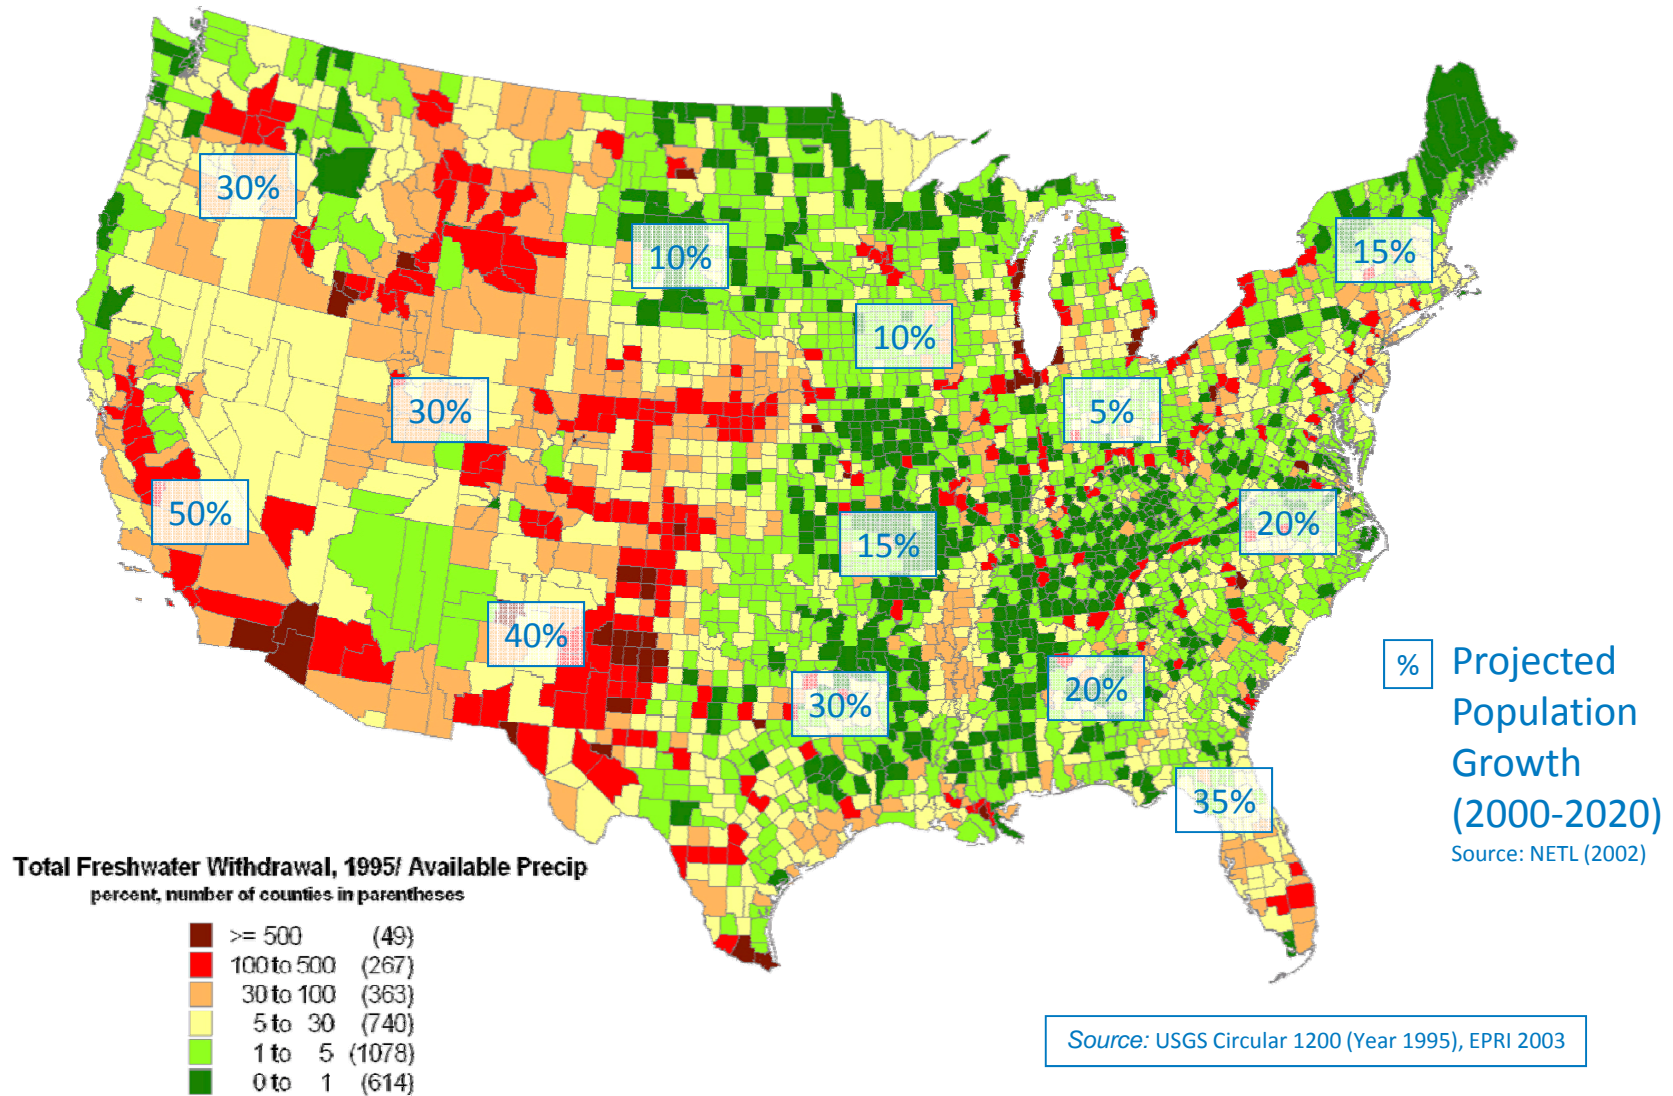 30%
10%
15%
10%
30%
5%
50%
20%
15%
40%
30%
20%
35%
% Projected
Population
Growth
(2000-2020)
Source: NETL (2002)
Total Freshwater Withdrawal, 1995/ Available Precip
percent, number of counties in parentheses
>= 500 (49)
100 to 500 (267)
30 to 100 (363)
5 to 30 (740)
1 to 5 (1078)
0 to 1 (614)
Source: USGS Circular 1200 (Year 1995), EPRI 2003